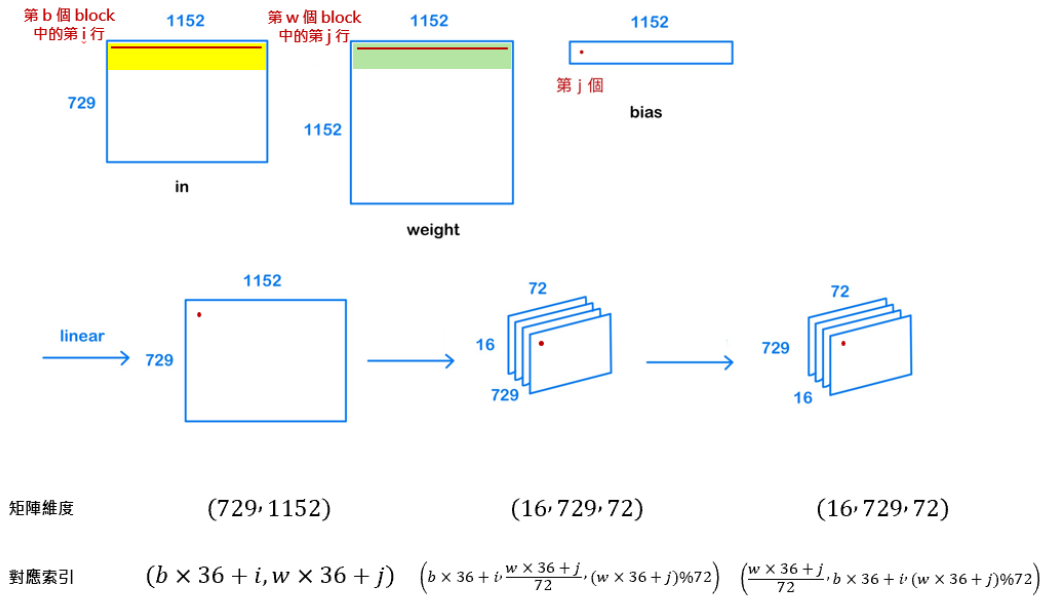 第 b 個 block
中的第 i 行
1152
729
in
第 w 個 block
中的第 j 行
1152
1152
weight
1152
第 j 個
bias
linear
1152
729
72
16
729
72
729
16
矩陣維度
(729, 1152)
(16, 729, 72)
(16, 729, 72)
對應索引
(b × 36 + i, w × 36 + j)
(b × 36 + i, \frac{w × 36 + j}{72}, (w × 36 + j)%72)
(\frac{w × 36 + j}{72}, b × 36 + i, (w × 36 + j)%72)